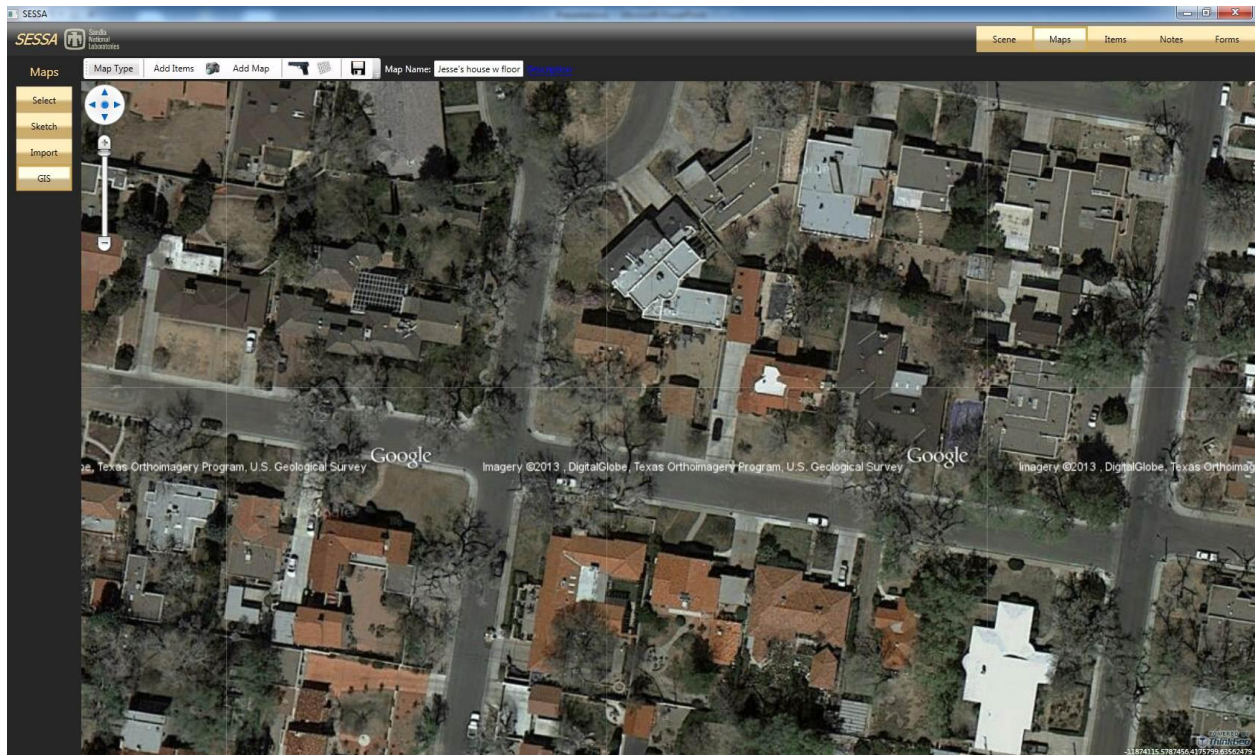 SESSA
SESSA Sandia National Laboratories
Scene Maps Items Notes Forms
Maps
Map Type Add Items Add Map Map Name: Jesse's house w floor
Select
Sketch
Import
GIS
Google Google
be, Texas Orthoimagery Program, U.S. Geological Survey Imagery ©2013 , DigitalGlobe, Texas Orthoimagery Program, U.S. Geological Survey Imagery ©2013 , DigitalGlobe, Texas Orthoimag